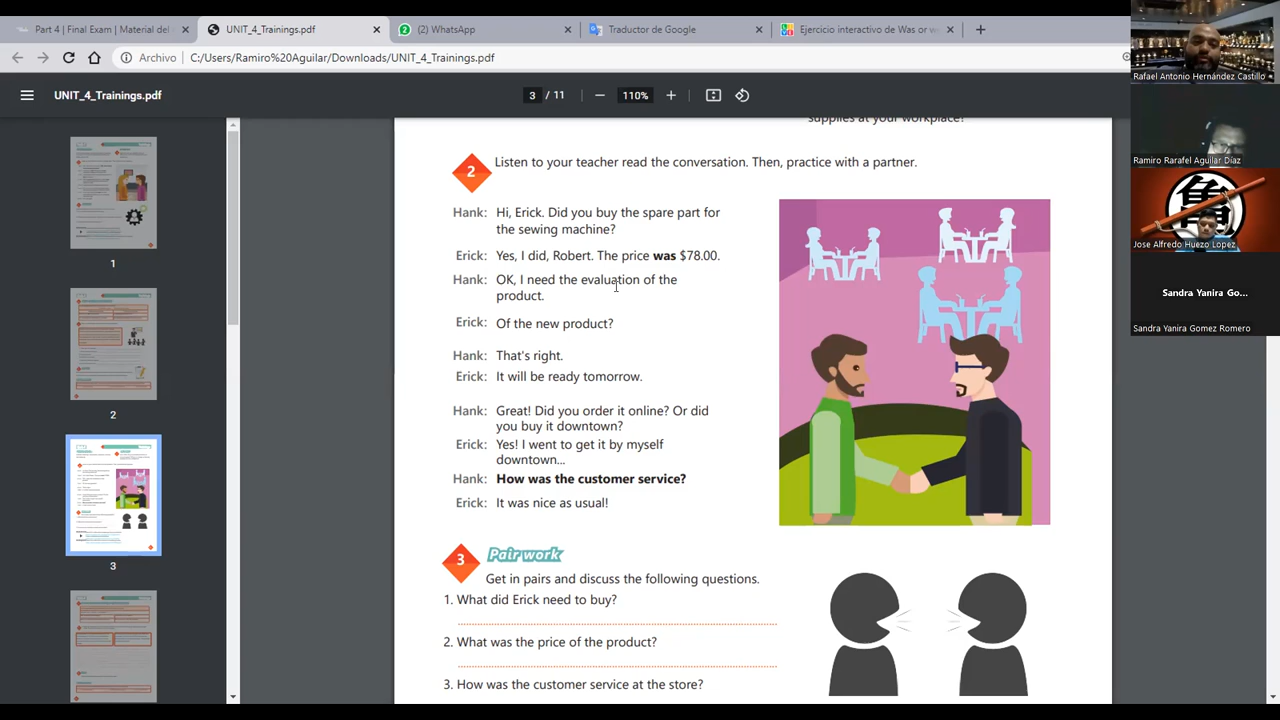 Part 4 | Final Exam | Material del
UNIT_4_Trainings.pdf
(2) WhatsApp
Traductor de Google
Ejercicio interactivo de Was or w
Archivo
C:/Users/Ramiro%20Aguilar/Downloads/UNIT_4_Trainings.pdf
UNIT_4_Trainings.pdf
3 / 11
110%
1
2
3
supplies at your workplace?
2
Listen to your teacher read the conversation. Then, practice with a partner.
Hank: Hi, Erick. Did you buy the spare part for
the sewing machine?
Erick: Yes, I did, Robert. The price was $78.00.
Hank: OK, I need the evaluation of the
product.
Erick: Of the new product?
Hank: That's right.
Erick: It will be ready tomorrow.
Hank: Great! Did you order it online? Or did
you buy it downtown?
Erick: Yes! I went to get it by myself
downtown...
Hank: How was the customer service?
Erick: It was nice as usual!
3
Pair work
Get in pairs and discuss the following questions.
1. What did Erick need to buy?
2. What was the price of the product?
3. How was the customer service at the store?
Rafael Antonio Hernández Castillo
Ramiro Rarafel Aguilar Díaz
Jose Alfredo Huezo Lopez
Sandra Yanira Go...
Sandra Yanira Gomez Romero